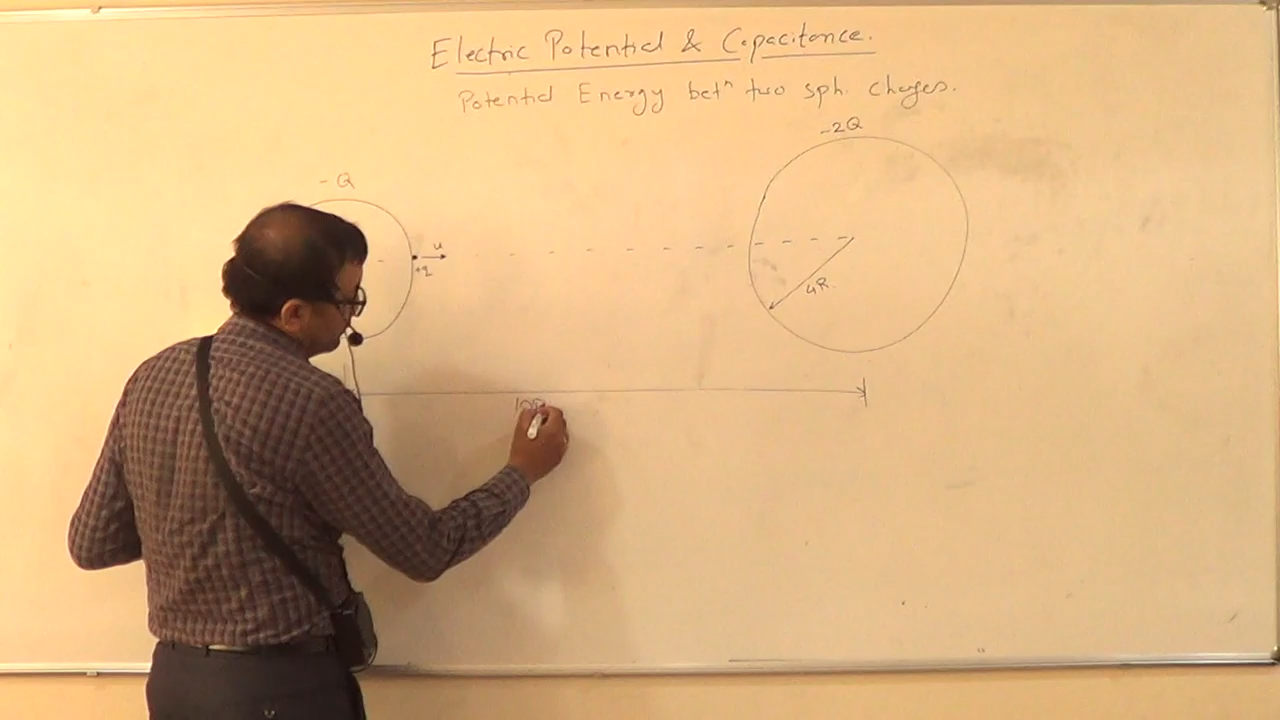 Electric Potential & Capacitance.
Potential Energy betⁿ two sph. charges.
-2Q
- Q
u
+q
4R.
10R